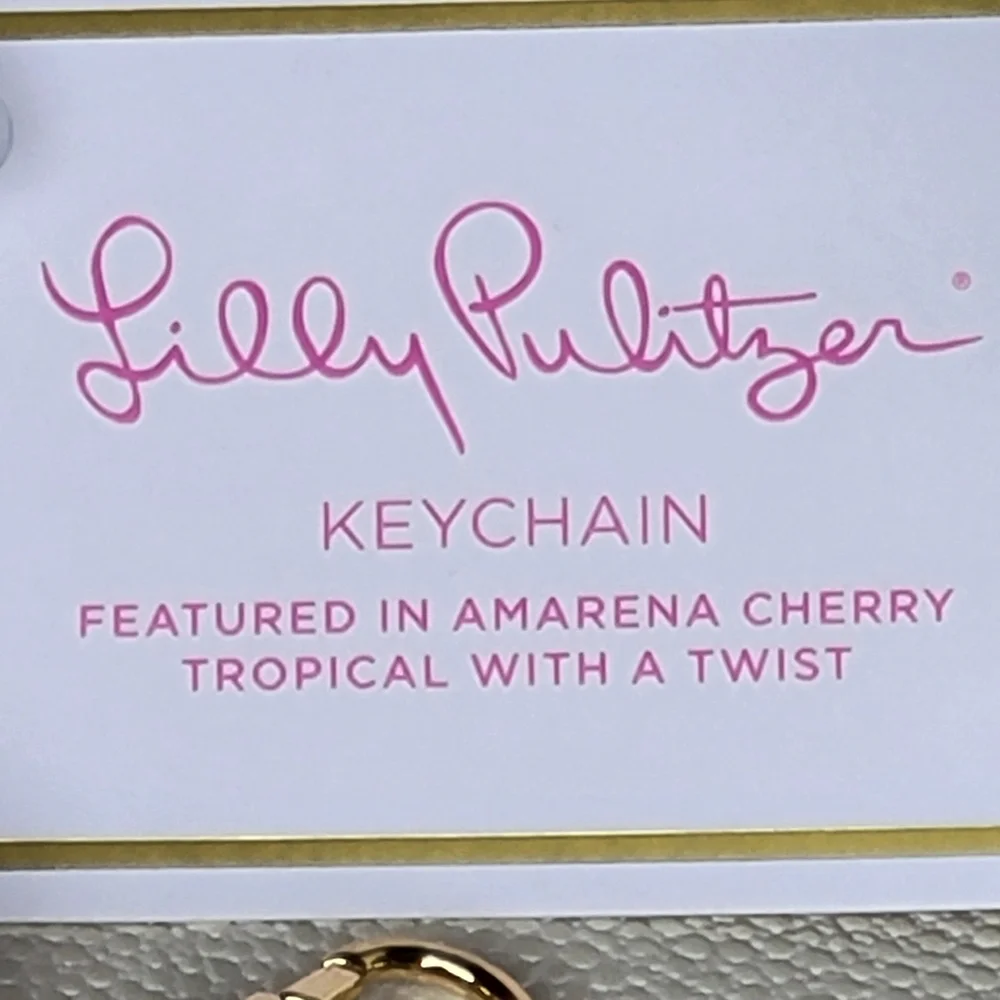 Lilly Pulitzer®
KEYCHAIN
FEATURED IN AMARENA CHERRY
TROPICAL WITH A TWIST